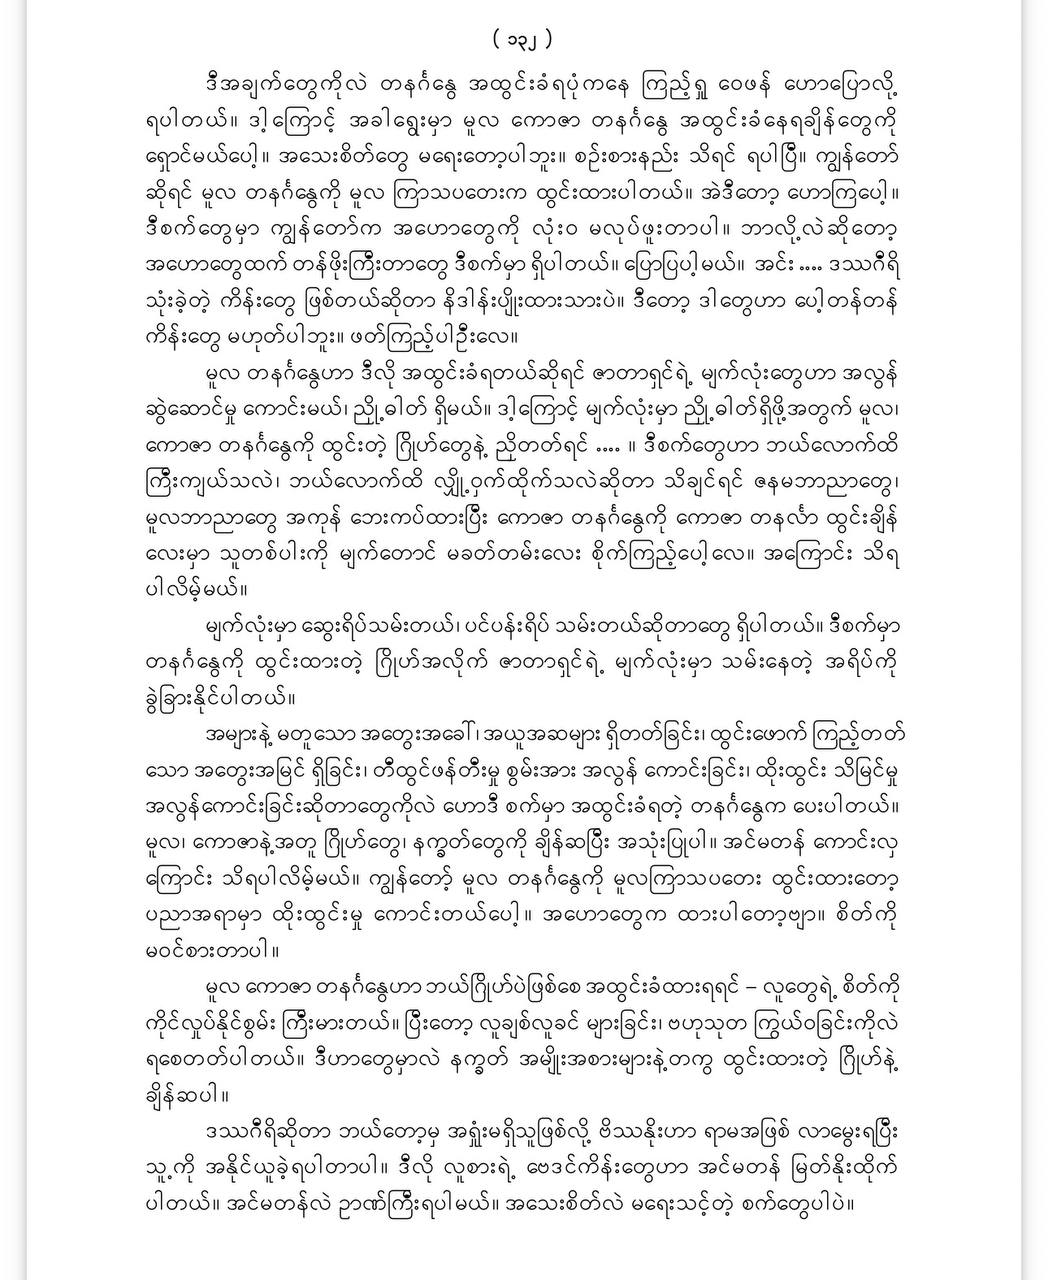 ( ၁၃၂ )
ဒီအချက်တွေကိုလဲ တနင်္ဂနွေ အထွင်းခံရပုံကနေ ကြည့်ရှု ဝေဖန် ဟောပြောလို့
ရပါတယ်။ ဒါ့ကြောင့် အခါရွေးမှာ မူလ ကောဇာ တနင်္ဂနွေ အထွင်းခံနေရချိန်တွေကို
ရှောင်မယ်ပေါ့။ အသေးစိတ်တွေ မရေးတော့ပါဘူး။ စဉ်းစားနည်း သိရင် ရပါပြီ။ ကျွန်တော်
ဆိုရင် မူလ တနင်္ဂနွေကို မူလ ကြာသပတေးက ထွင်းထားပါတယ်။ အဲဒီတော့ ဟောကြပေါ့။
ဒီစက်တွေမှာ ကျွန်တော်က အဟောတွေကို လုံးဝ မလုပ်ဖူးတာပါ။ ဘာလို့လဲဆိုတော့
အဟောတွေထက် တန်ဖိုးကြီးတာတွေ ဒီစက်မှာ ရှိပါတယ်။ ပြောပြပါ့မယ်။ အင်း .... ဒဿဂီရိ
သုံးခဲ့တဲ့ ကိန်းတွေ ဖြစ်တယ်ဆိုတာ နိဒါန်းပျိုးထားသားပဲ။ ဒီတော့ ဒါတွေဟာ ပေါ့တန်တန်
ကိန်းတွေ မဟုတ်ပါဘူး။ ဖတ်ကြည့်ပါဦးလေ။
မူလ တနင်္ဂနွေဟာ ဒီလို အထွင်းခံရတယ်ဆိုရင် ဇာတာရှင်ရဲ့ မျက်လုံးတွေဟာ အလွန်
ဆွဲဆောင်မှု ကောင်းမယ်၊ ညှို့ဓါတ် ရှိမယ်။ ဒါ့ကြောင့် မျက်လုံးမှာ ညှို့ဓါတ်ရှိဖို့အတွက် မူလ၊
ကောဇာ တနင်္ဂနွေကို ထွင်းတဲ့ ဂြိုဟ်တွေနဲ့ ညှိတတ်ရင် .... ။ ဒီစက်တွေဟာ ဘယ်လောက်ထိ
ကြီးကျယ်သလဲ၊ ဘယ်လောက်ထိ လျှို့ဝှက်ထိုက်သလဲဆိုတာ သိချင်ရင် ဇနမဘာညာတွေ၊
မူလဘာညာတွေ အကုန် ဘေးကပ်ထားပြီး ကောဇာ တနင်္ဂနွေကို ကောဇာ တနင်္လာ ထွင်းချိန်
လေးမှာ သူတစ်ပါးကို မျက်တောင် မခတ်တမ်းလေး စိုက်ကြည့်ပေါ့လေ။ အကြောင်း သိရ
ပါလိမ့်မယ်။
မျက်လုံးမှာ ဆွေးရိပ်သမ်းတယ်၊ ပင်ပန်းရိပ် သမ်းတယ်ဆိုတာတွေ ရှိပါတယ်။ ဒီစက်မှာ
တနင်္ဂနွေကို ထွင်းထားတဲ့ ဂြိုဟ်အလိုက် ဇာတာရှင်ရဲ့ မျက်လုံးမှာ သမ်းနေတဲ့ အရိပ်ကို
ခွဲခြားနိုင်ပါတယ်။
အများနဲ့ မတူသော အတွေးအခေါ်၊ အယူအဆများ ရှိတတ်ခြင်း၊ ထွင်းဖောက် ကြည့်တတ်
သော အတွေးအမြင် ရှိခြင်း၊ တီထွင်ဖန်တီးမှု စွမ်းအား အလွန် ကောင်းခြင်း၊ ထိုးထွင်း သိမြင်မှု
အလွန်ကောင်းခြင်းဆိုတာတွေကိုလဲ ဟောဒီ စက်မှာ အထွင်းခံရတဲ့ တနင်္ဂနွေက ပေးပါတယ်။
မူလ၊ ကောဇာနဲ့အတူ ဂြိုဟ်တွေ၊ နက္ခတ်တွေကို ချိန်ဆပြီး အသုံးပြုပါ။ အင်မတန် ကောင်းလှ
ကြောင်း သိရပါလိမ့်မယ်။ ကျွန်တော့် မူလ တနင်္ဂနွေကို မူလကြာသပတေး ထွင်းထားတော့
ပညာအရာမှာ ထိုးထွင်းမှု ကောင်းတယ်ပေါ့။ အဟောတွေက ထားပါတော့ဗျာ။ စိတ်ကို
မဝင်စားတာပါ။
မူလ ကောဇာ တနင်္ဂနွေဟာ ဘယ်ဂြိုဟ်ပဲဖြစ်စေ အထွင်းခံထားရရင် – လူတွေရဲ့ စိတ်ကို
ကိုင်လှုပ်နိုင်စွမ်း ကြီးမားတယ်။ ပြီးတော့ လူချစ်လူခင် များခြင်း၊ ဗဟုသုတ ကြွယ်ဝခြင်းကိုလဲ
ရစေတတ်ပါတယ်။ ဒီဟာတွေမှာလဲ နက္ခတ် အမျိုးအစားများနဲ့တကွ ထွင်းထားတဲ့ ဂြိုဟ်နဲ့
ချိန်ဆပါ။
ဒဿဂီရိဆိုတာ ဘယ်တော့မှ အရှုံးမရှိသူဖြစ်လို့ ဗိဿနိုးဟာ ရာမအဖြစ် လာမွေးရပြီး
သူ့ကို အနိုင်ယူခဲ့ရပါတာပါ။ ဒီလို လူစားရဲ့ ဗေဒင်ကိန်းတွေဟာ အင်မတန် မြတ်နိုးထိုက်
ပါတယ်။ အင်မတန်လဲ ဉာဏ်ကြီးရပါမယ်။ အသေးစိတ်လဲ မရေးသင့်တဲ့ စက်တွေပါပဲ။